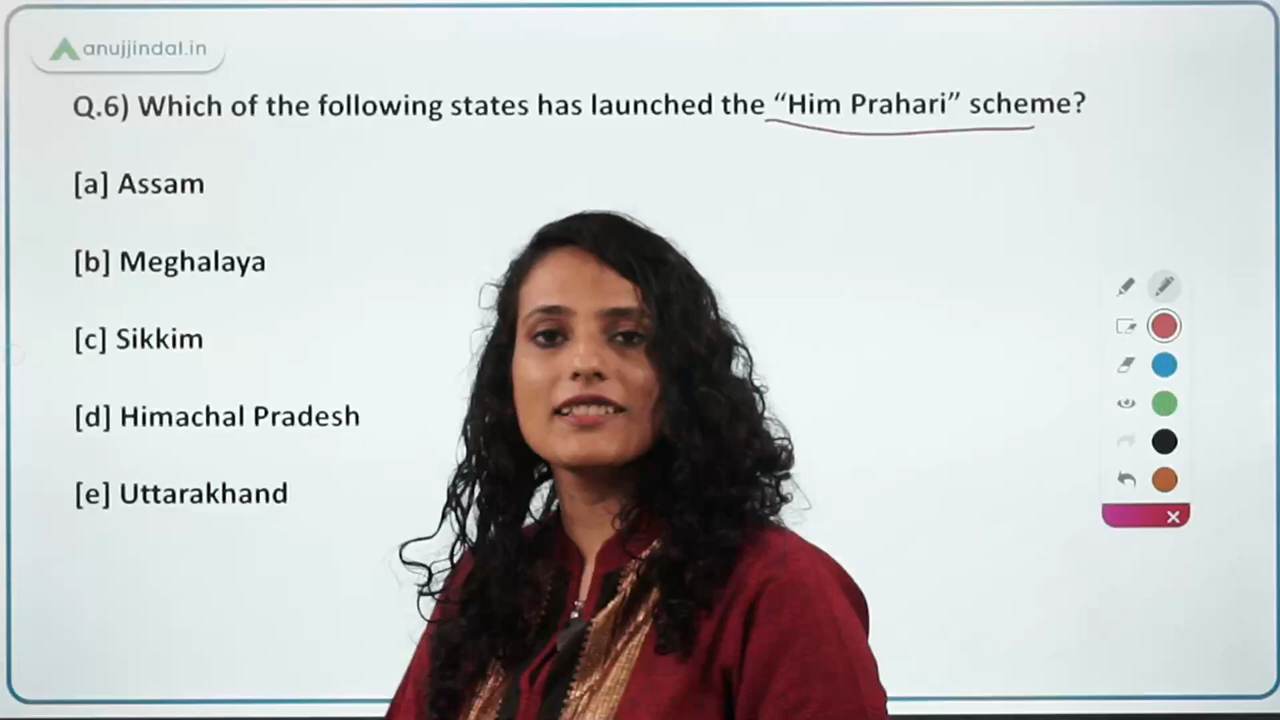 anujjindal.in
Q.6) Which of the following states has launched the “Him Prahari” scheme?
[a] Assam
[b] Meghalaya
[c] Sikkim
[d] Himachal Pradesh
[e] Uttarakhand